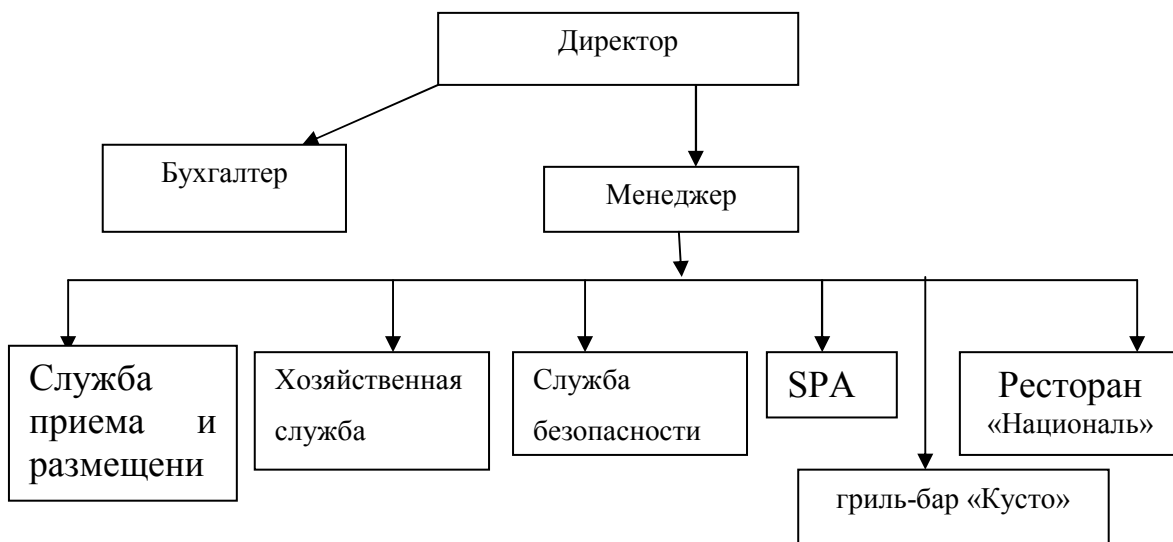 Директор
Бухгалтер
Менеджер
Служба
приема и
размещени
Хозяйственная
служба
Служба
безопасности
SPA
Ресторан
«Националь»
гриль-бар «Кусто»